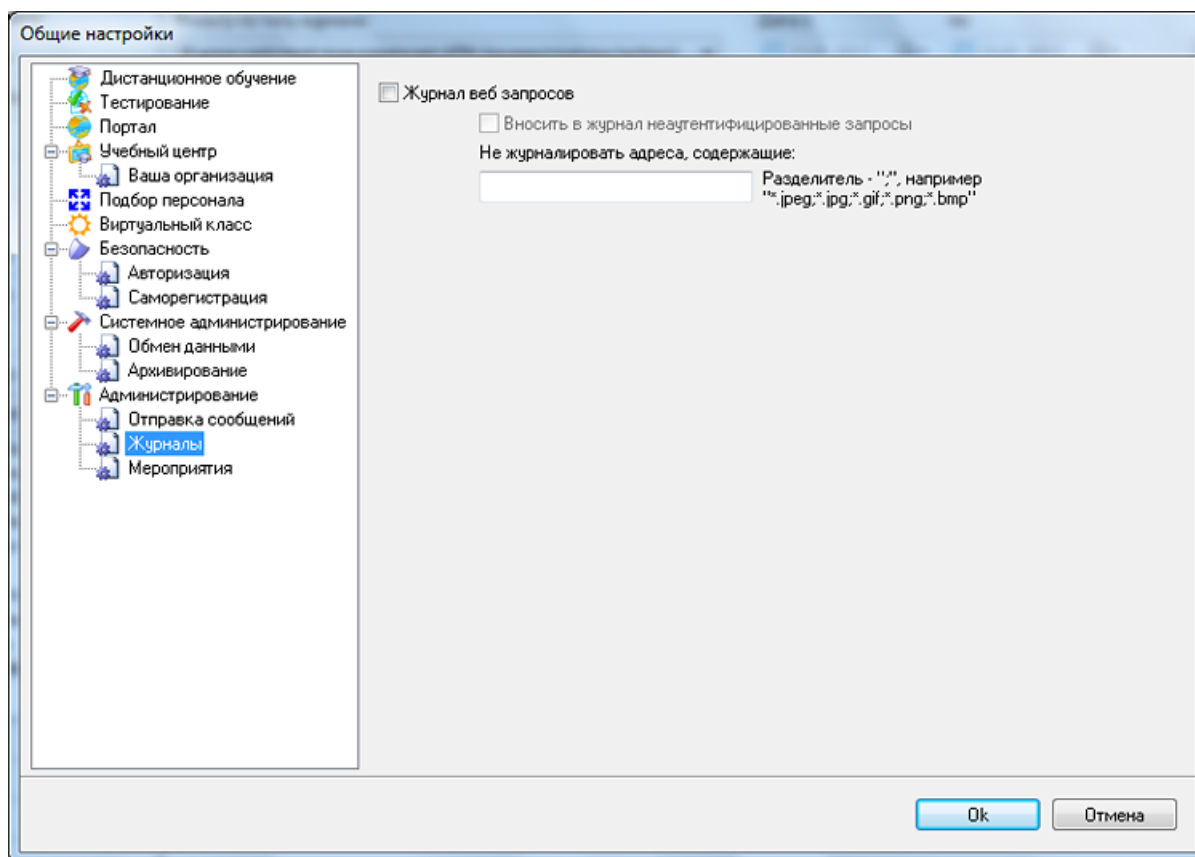 Общие настройки
Дистанционное обучение
Тестирование
Портал
Учебный центр
Ваша организация
Подбор персонала
Виртуальный класс
Безопасность
Авторизация
Саморегистрация
Системное администрирование
Обмен данными
Архивирование
Администрирование
Отправка сообщений
Журналы
Мероприятия
Журнал веб запросов
Вносить в журнал неаутентифицированные запросы
Не журналировать адреса, содержащие:
Разделитель - ";", например
"*.jpeg;*.jpg;*.gif;*.png;*.bmp"
Ok
Отмена